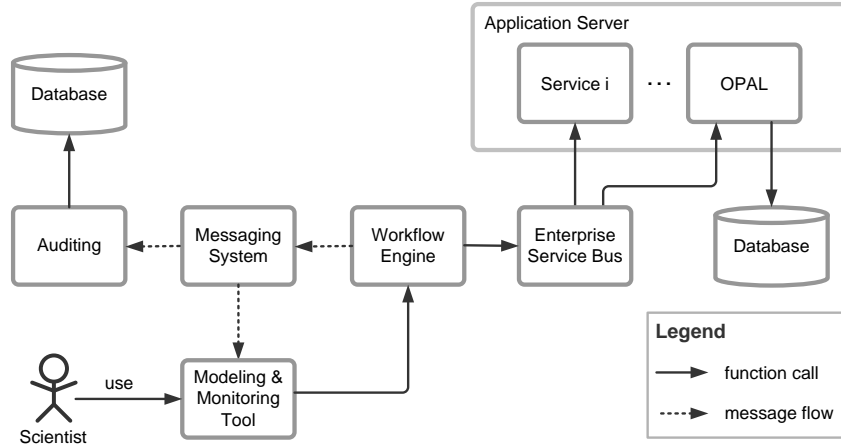 Application Server
Database
Service i
...
OPAL
Auditing
Messaging
System
Workflow
Engine
Enterprise
Service Bus
Database
Legend
function call
message flow
use
Modeling &
Monitoring
Tool
Scientist